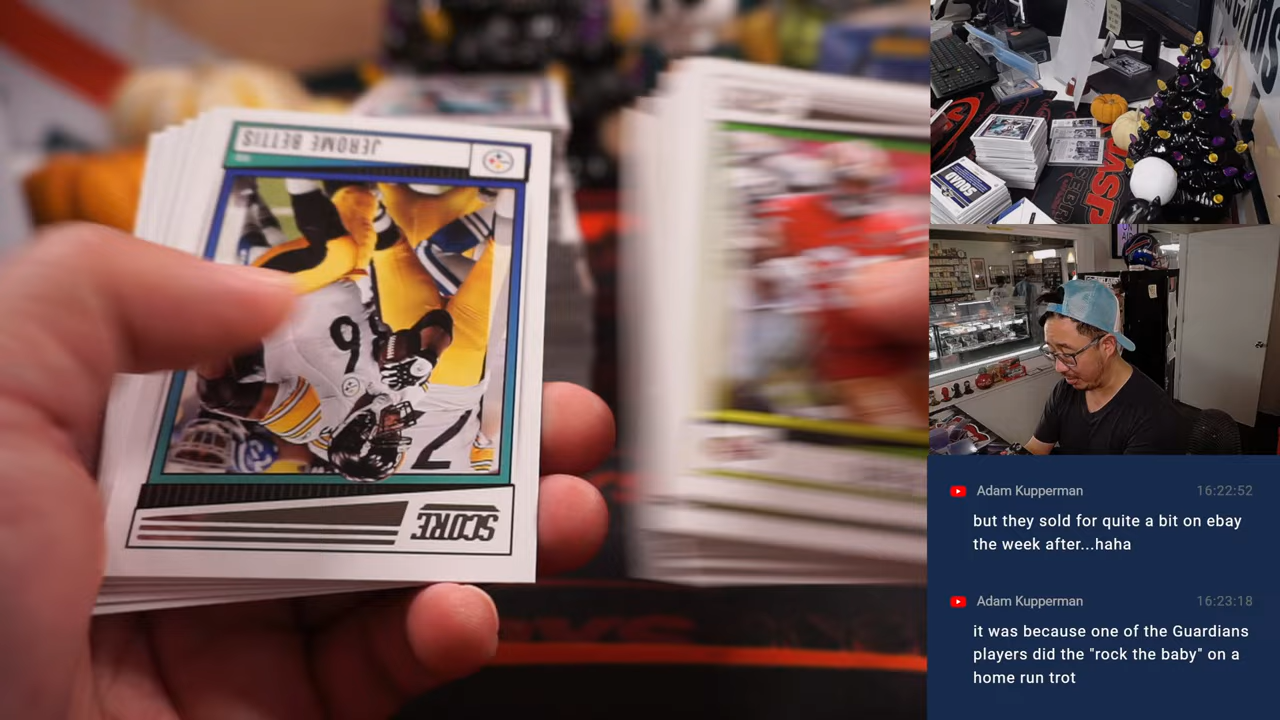 JEROME BETTIS
SCORE
SQUAD
Adam Kupperman 16:22:52
but they sold for quite a bit on ebay
the week after...haha
Adam Kupperman 16:23:18
it was because one of the Guardians
players did the "rock the baby" on a
home run trot